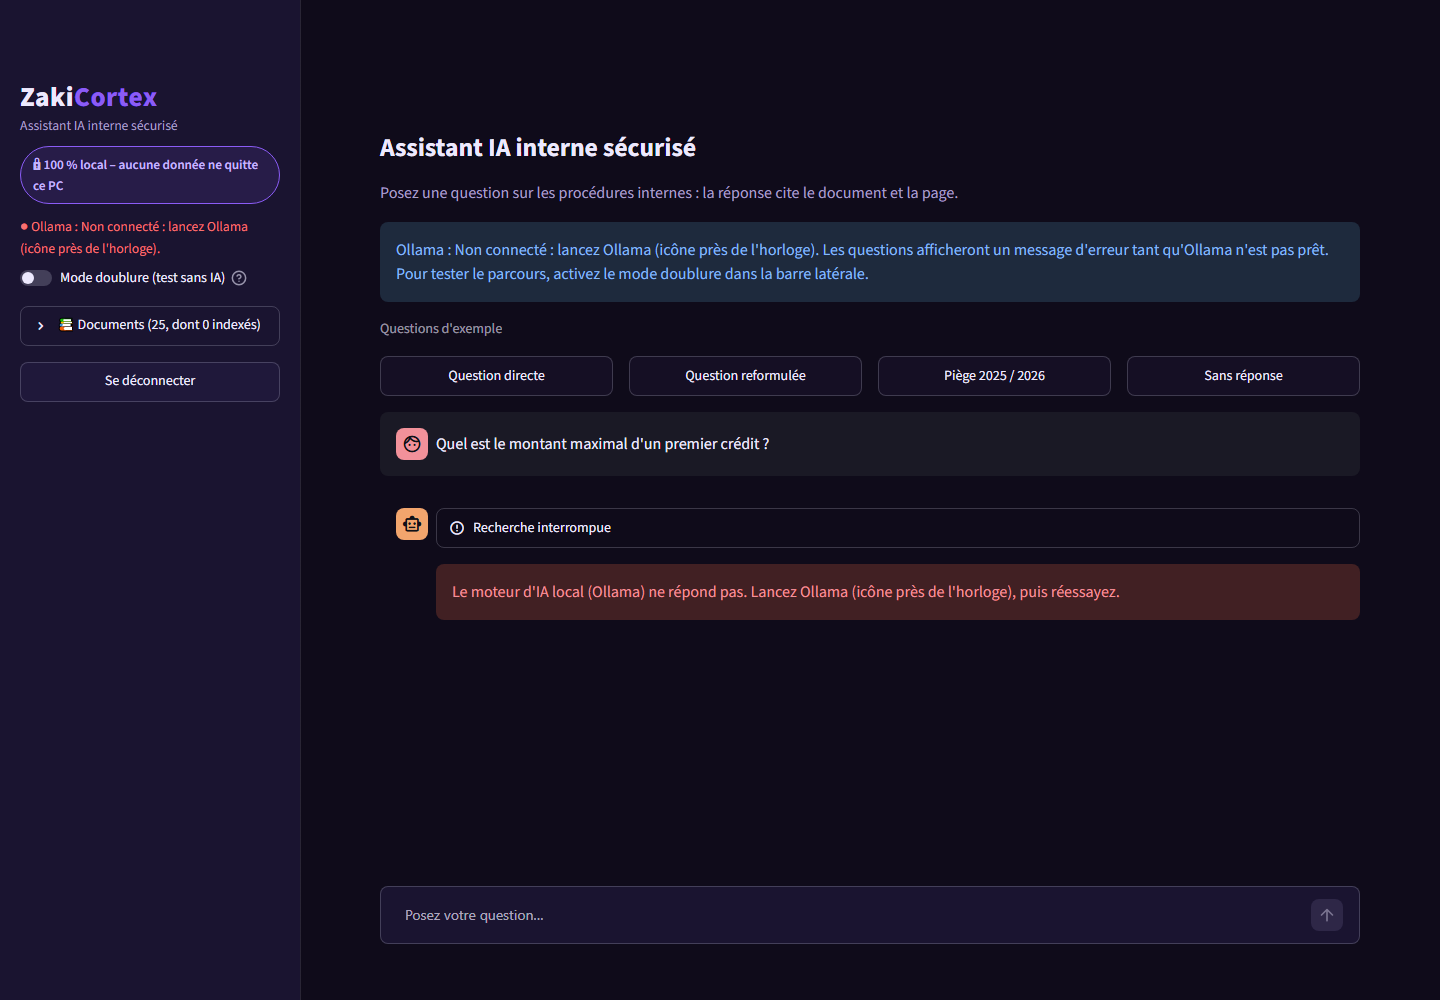 ZakiCortex
Assistant IA interne sécurisé
🔒 100 % local – aucune donnée ne quitte
ce PC
● Ollama : Non connecté : lancez Ollama
(icône près de l'horloge).
Mode doublure (test sans IA)
📚 Documents (25, dont 0 indexés)
Se déconnecter
Assistant IA interne sécurisé
Posez une question sur les procédures internes : la réponse cite le document et la page.
Ollama : Non connecté : lancez Ollama (icône près de l'horloge). Les questions afficheront un message d'erreur tant qu'Ollama n'est pas prêt.
Pour tester le parcours, activez le mode doublure dans la barre latérale.
Questions d'exemple
Question directe
Question reformulée
Piège 2025 / 2026
Sans réponse
Quel est le montant maximal d'un premier crédit ?
Recherche interrompue
Le moteur d'IA local (Ollama) ne répond pas. Lancez Ollama (icône près de l'horloge), puis réessayez.
Posez votre question...